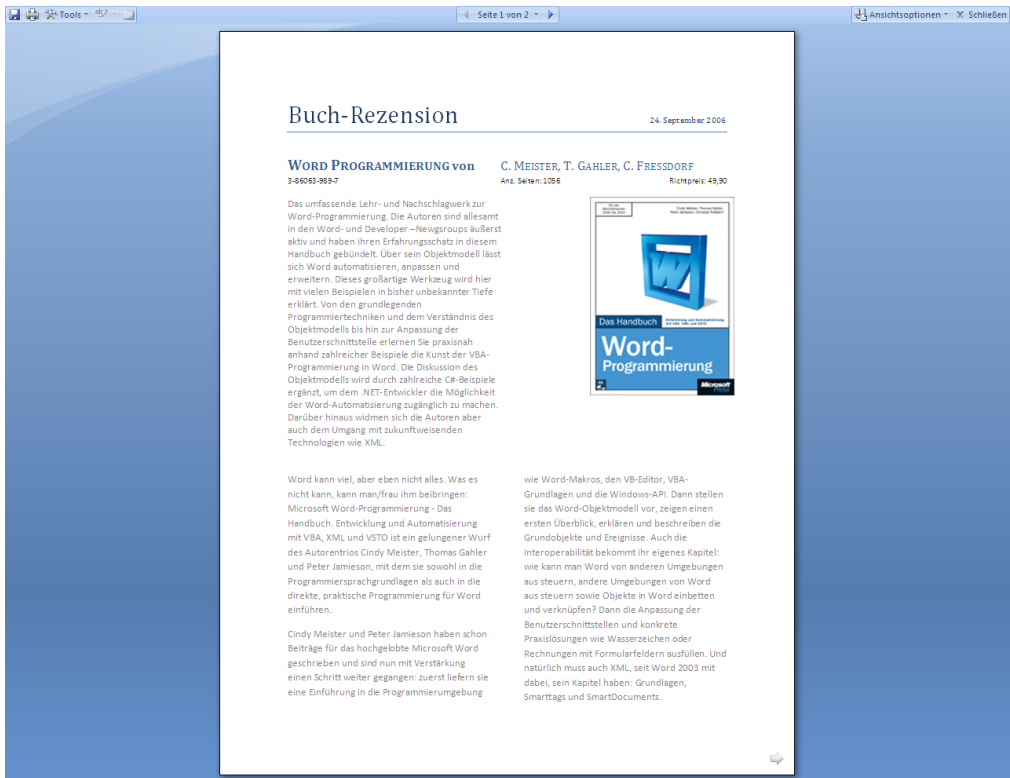 Tools
Seite 1 von 2
Ansichtsoptionen
Schließen
Buch-Rezension
24. September 2006
WORD PROGRAMMIERUNG von
C. MEISTER, T. GAHLER, C. FRESSDORF
3-86063-989-7
Anz. Seiten: 1056
Richtpreis: 49,90
Das umfassende Lehr- und Nachschlagwerk zur
Word-Programmierung. Die Autoren sind allesamt
in den Word- und Developer –Newsgroups äußerst
aktiv und haben ihren Erfahrungsschatz in diesem
Handbuch gebündelt. Über sein Objektmodell lässt
sich Word automatisieren, anpassen und
erweitern. Dieses großartige Werkzeug wird hier
mit vielen Beispielen in bisher unbekannter Tiefe
erklärt. Von den grundlegenden
Programmiertechniken und dem Verständnis des
Objektmodells bis hin zur Anpassung der
Benutzerschnittstelle erlernen Sie praxisnah
anhand zahlreicher Beispiele die Kunst der VBA-
Programmierung in Word. Die Diskussion des
Objektmodells wird durch zahlreiche C#-Beispiele
ergänzt, um dem .NET-Entwickler die Möglichkeit
der Word-Automatisierung zugänglich zu machen.
Darüber hinaus widmen sich die Autoren aber
auch dem Umgang mit zukunftweisenden
Technologien wie XML.
Das Handbuch
Word-
Programmierung
Microsoft
Press
Word kann viel, aber eben nicht alles. Was es
nicht kann, kann man/frau ihm beibringen:
Microsoft Word-Programmierung - Das
Handbuch. Entwicklung und Automatisierung
mit VBA, XML und VSTO ist ein gelungener Wurf
des Autorentrios Cindy Meister, Thomas Gahler
und Peter Jamieson, mit dem sie sowohl in die
Programmiersprachgrundlagen als auch in die
direkte, praktische Programmierung für Word
einführen.
Cindy Meister und Peter Jamieson haben schon
Beiträge für das hochgelobte Microsoft Word
geschrieben und sind nun mit Verstärkung
einen Schritt weiter gegangen: zuerst liefern sie
eine Einführung in die Programmierumgebung
wie Word-Makros, den VB-Editor, VBA-
Grundlagen und die Windows-API. Dann stellen
sie das Word-Objektmodell vor, zeigen einen
ersten Überblick, erklären und beschreiben die
Grundobjekte und Ereignisse. Auch die
Interoperabilität bekommt ihr eigenes Kapitel:
wie kann man Word von anderen Umgebungen
aus steuern, andere Umgebungen von Word
aus steuern sowie Objekte in Word einbetten
und verknüpfen? Dann die Anpassung der
Benutzerschnittstellen und konkrete
Praxislösungen wie Wasserzeichen oder
Rechnungen mit Formularfeldern ausfüllen. Und
natürlich muss auch XML, seit Word 2003 mit
dabei, sein Kapitel haben: Grundlagen,
Smarttags und SmartDocuments.